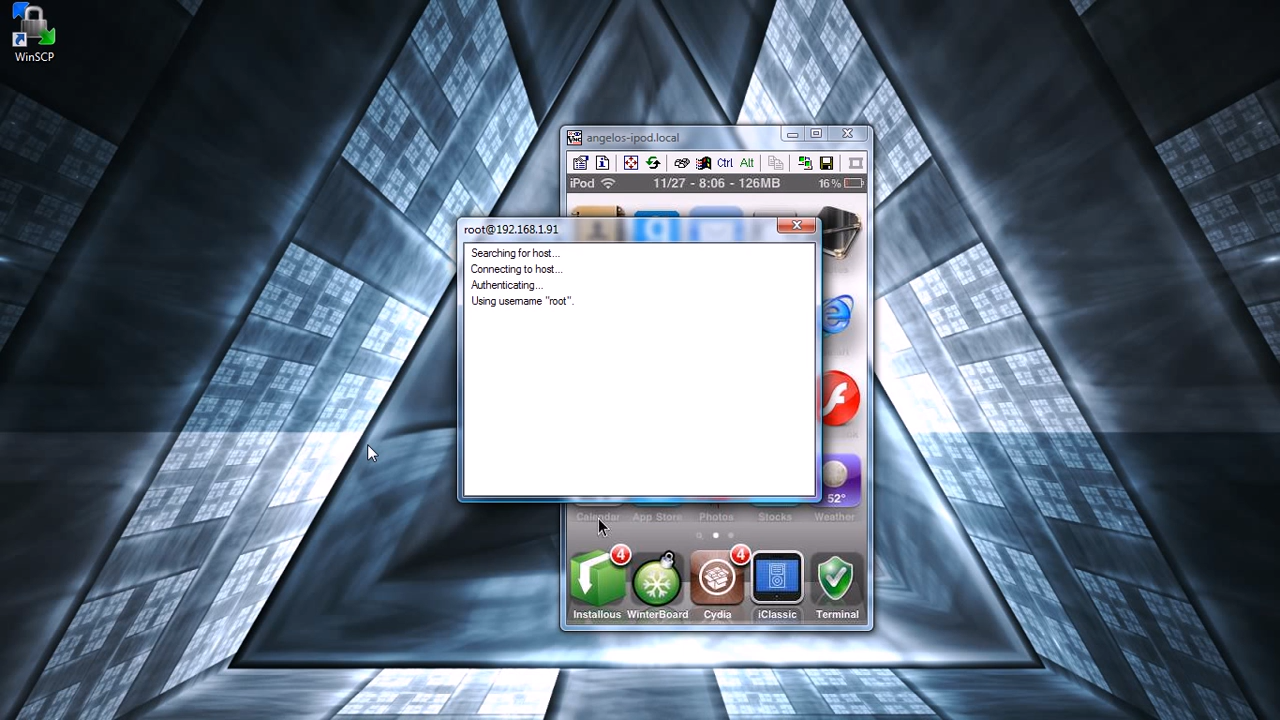 WinSCP
angelos-ipod.local
Ctrl Alt
iPod 11/27 - 8:06 - 126MB 16%
root@192.168.1.91
Searching for host...
Connecting to host...
Authenticating...
Using username "root".
52°
Calendar App Store Photos Stocks Weather
4 4
Installous WinterBoard Cydia iClassic Terminal